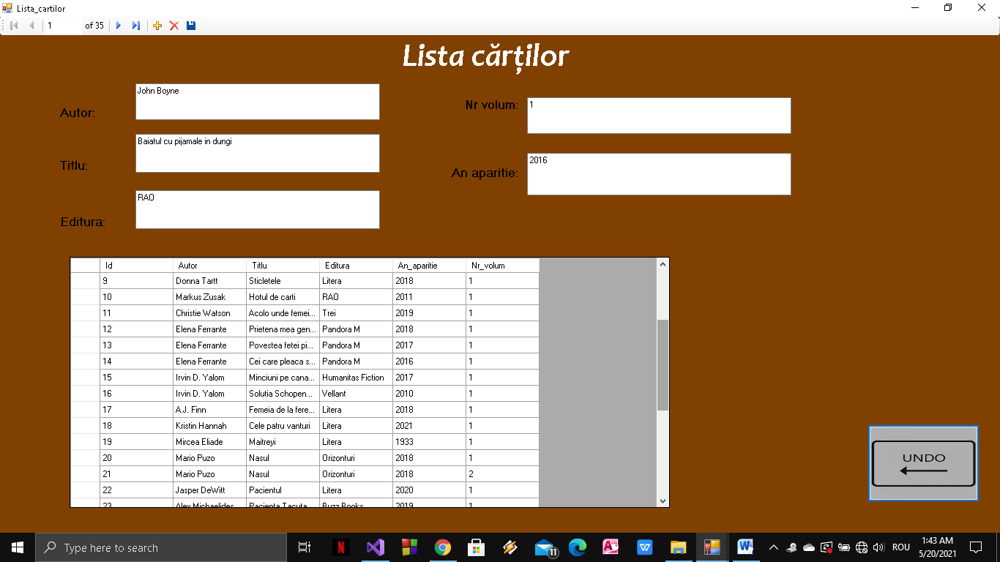 Lista_cartilor
1 of 35
Lista cărților
Autor: John Boyne
Titlu: Baiatul cu pijamale in dungi
Editura: RAO
Nr volum: 1
An aparitie: 2016
Id Autor Titlu Editura An_aparitie Nr_volum
9 Donna Tartt Sticletele Litera 2018 1
10 Markus Zusak Hotul de carti RAO 2011 1
11 Christie Watson Acolo unde femei... Trei 2019 1
12 Elena Ferrante Prietena mea gen... Pandora M 2018 1
13 Elena Ferrante Povestea fetei pi... Pandora M 2017 1
14 Elena Ferrante Cei care pleaca s... Pandora M 2016 1
15 Irvin D. Yalom Minciuni pe cana... Humanitas Fiction 2017 1
16 Irvin D. Yalom Solutia Schopen... Vellant 2010 1
17 A.J. Finn Femeia de la fere... Litera 2018 1
18 Kristin Hannah Cele patru vanturi Litera 2021 1
19 Mircea Eliade Maitreyi Litera 1933 1
20 Mario Puzo Nasul Orizonturi 2018 1
21 Mario Puzo Nasul Orizonturi 2018 2
22 Jasper DeWitt Pacientul Litera 2020 1
23 Alex Michaelides Pacienta Tacuta Buzz Books 2019 1
UNDO
Type here to search
11
ROU
1:43 AM
5/20/2021